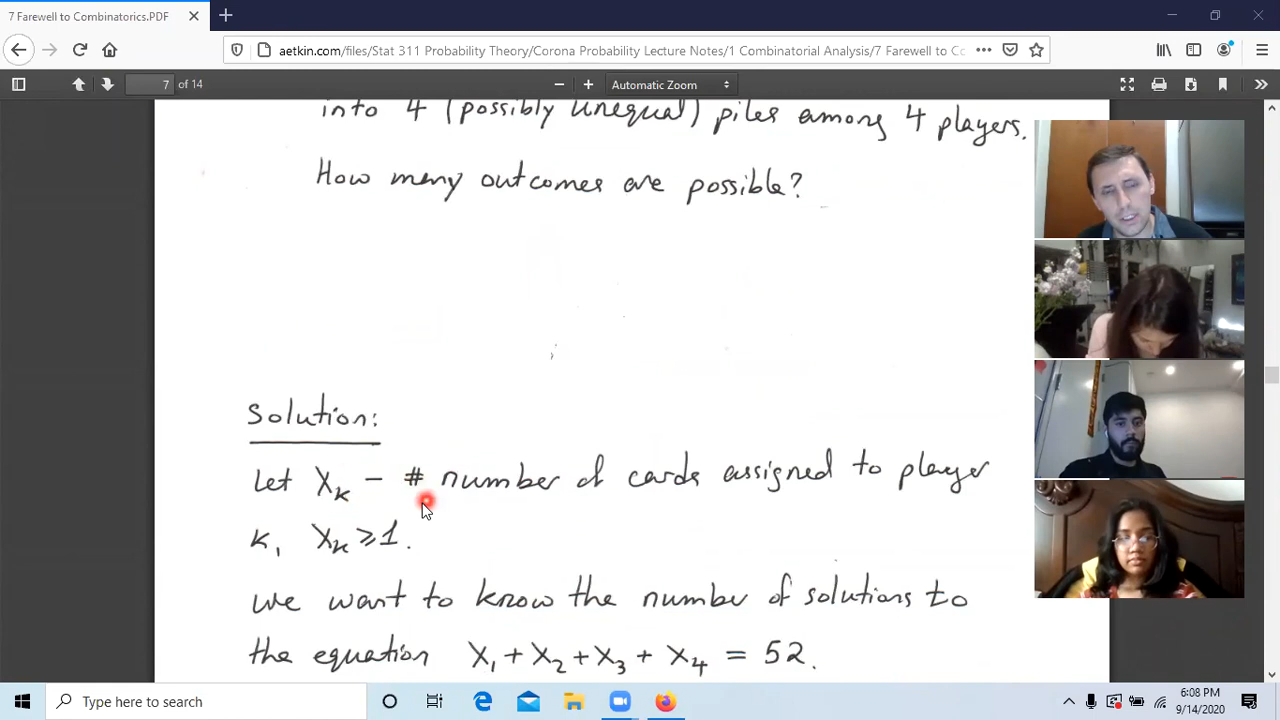 7 Farewell to Combinatorics.PDF
aetkin.com/files/Stat 311 Probability Theory/Corona Probability Lecture Notes/1 Combinatorial Analysis/7 Farewell to Co
7 of 14
Automatic Zoom
into 4 (possibly unequal) piles among 4 players.
How many outcomes are possible?
Solution:
Let Xk - # number of cards assigned to player
k, Xk ≥ 1.
We want to know the number of solutions to
the equation X1 + X2 + X3 + X4 = 52.
Type here to search
6:08 PM
9/14/2020